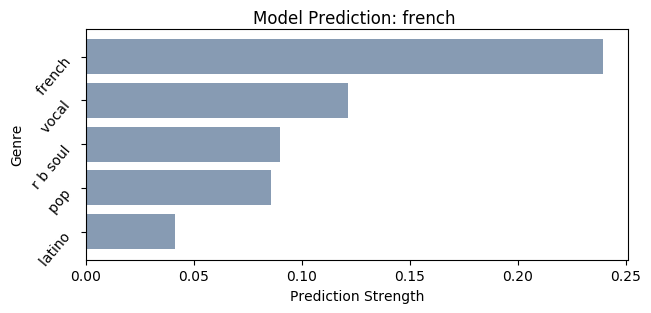 Model Prediction: french
Genre
french
vocal
r b soul
pop
latino
0.00 0.05 0.10 0.15 0.20 0.25
Prediction Strength